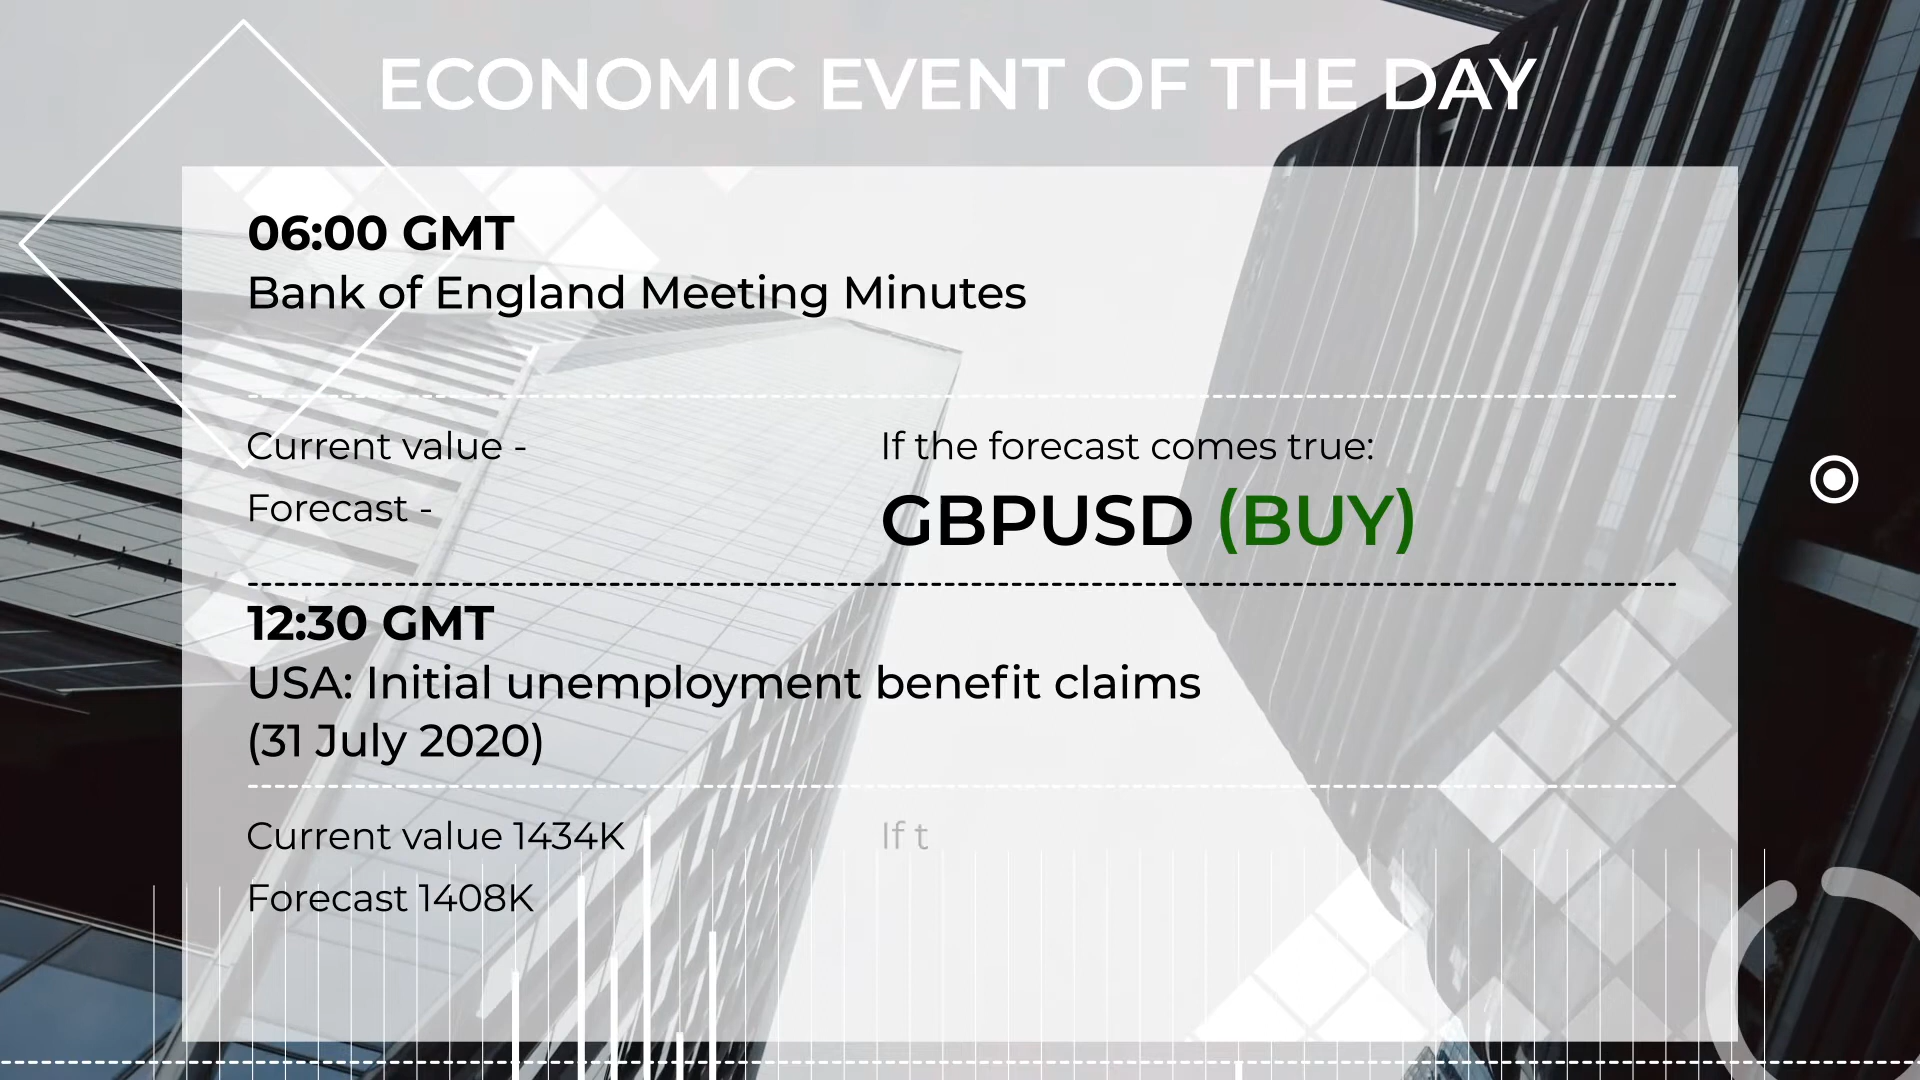 ECONOMIC EVENT OF THE DAY
06:00 GMT
Bank of England Meeting Minutes
Current value -
Forecast -
If the forecast comes true:
GBPUSD (BUY)
12:30 GMT
USA: Initial unemployment benefit claims
(31 July 2020)
Current value 1434K
Forecast 1408K
If t